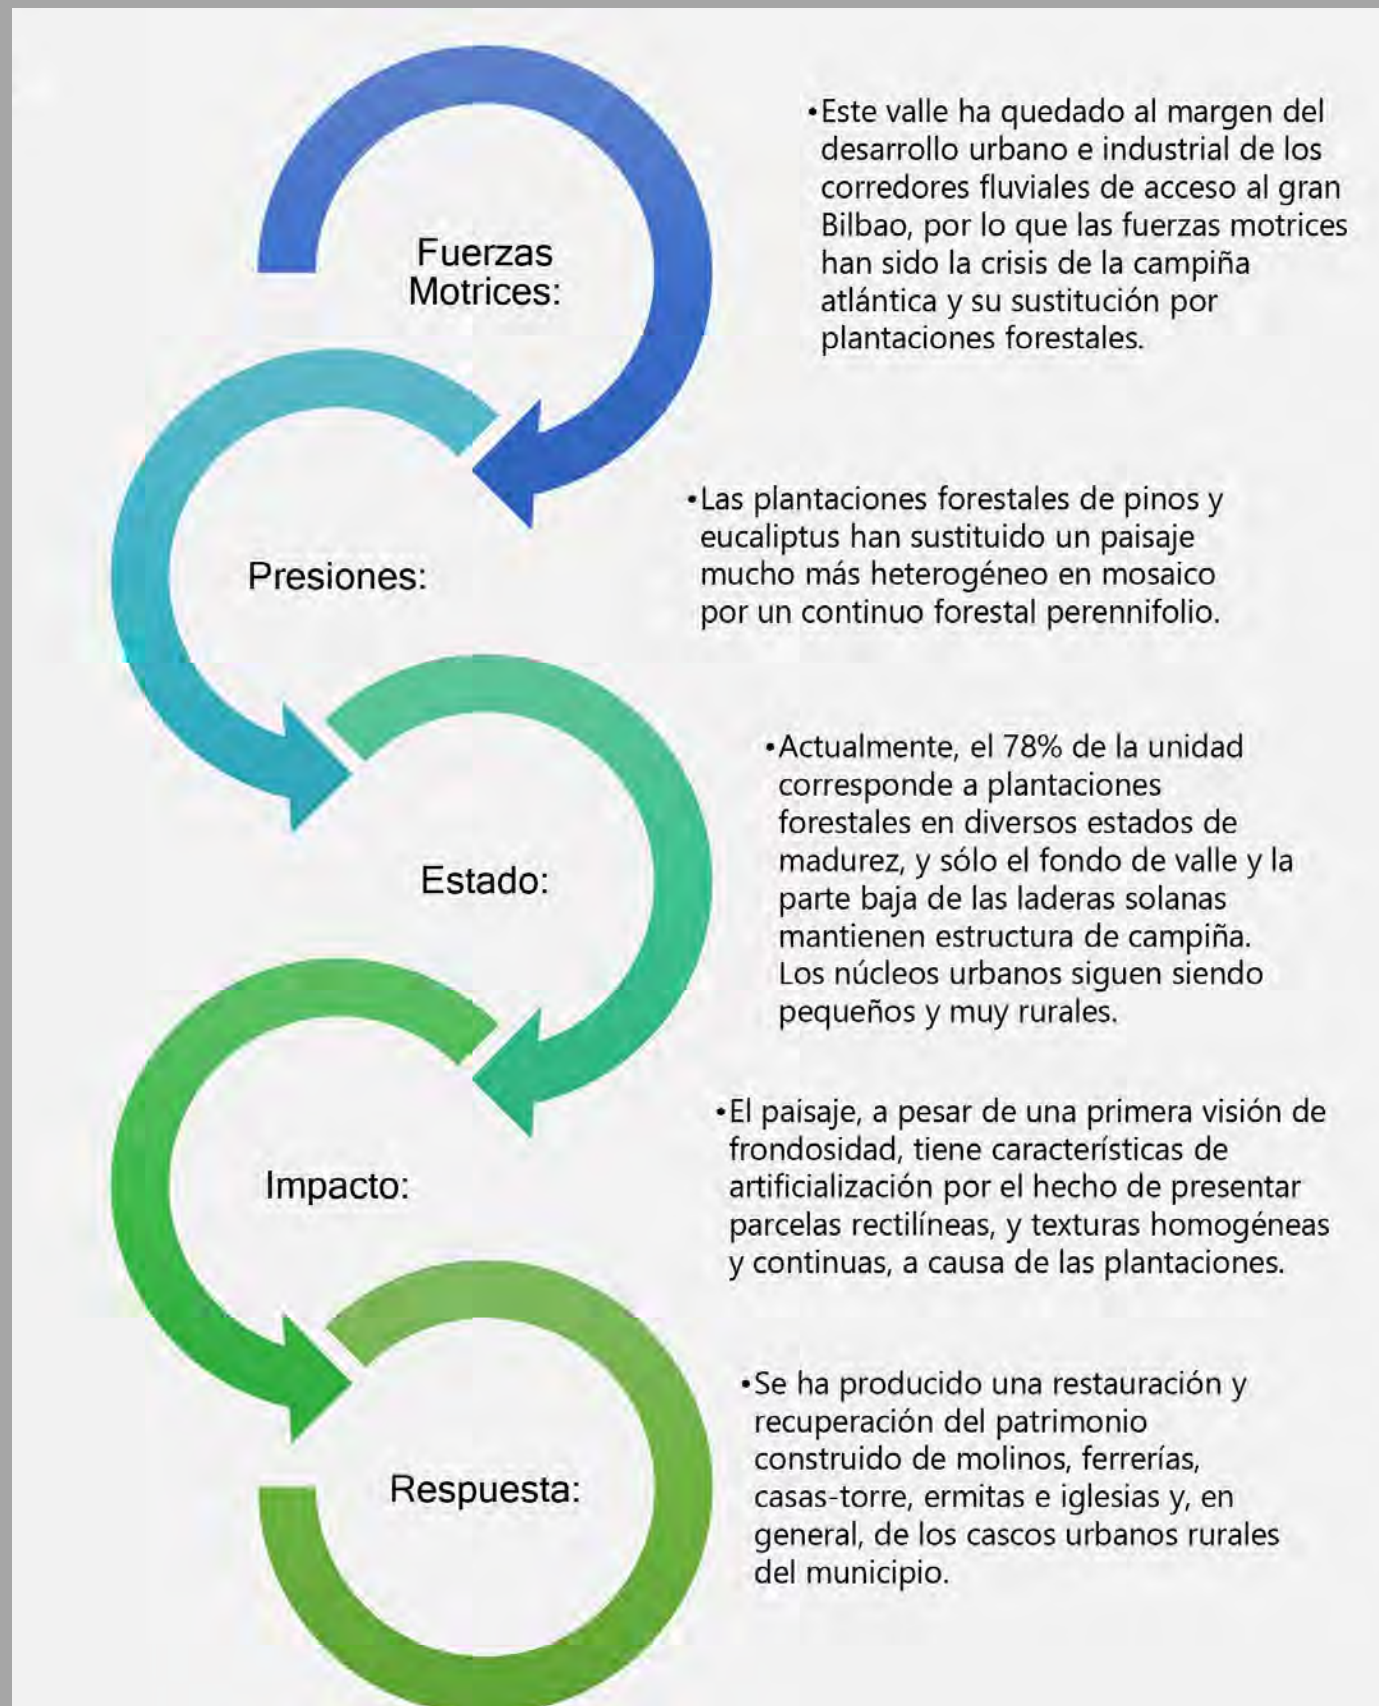 Fuerzas
Motrices:
•Este valle ha quedado al margen del
desarrollo urbano e industrial de los
corredores fluviales de acceso al gran
Bilbao, por lo que las fuerzas motrices
han sido la crisis de la campiña
atlántica y su sustitución por
plantaciones forestales.
Presiones:
•Las plantaciones forestales de pinos y
eucaliptus han sustituido un paisaje
mucho más heterogéneo en mosaico
por un continuo forestal perennifolio.
Estado:
•Actualmente, el 78% de la unidad
corresponde a plantaciones
forestales en diversos estados de
madurez, y sólo el fondo de valle y la
parte baja de las laderas solanas
mantienen estructura de campiña.
Los núcleos urbanos siguen siendo
pequeños y muy rurales.
Impacto:
•El paisaje, a pesar de una primera visión de
frondosidad, tiene características de
artificialización por el hecho de presentar
parcelas rectilíneas, y texturas homogéneas
y continuas, a causa de las plantaciones.
Respuesta:
•Se ha producido una restauración y
recuperación del patrimonio
construido de molinos, ferrerías,
casas-torre, ermitas e iglesias y, en
general, de los cascos urbanos rurales
del municipio.